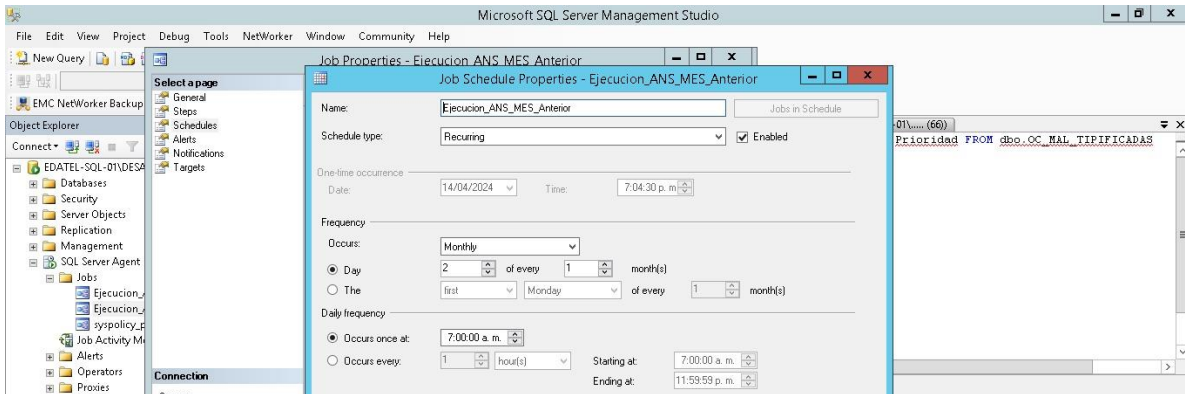 Microsoft SQL Server Management Studio
File Edit View Project Debug Tools NetWorker Window Community Help
New Query
Job Properties - Ejecucion_ANS_MES_Anterior
Job Schedule Properties - Ejecucion_ANS_MES_Anterior
Select a page
General
Steps
Schedules
Alerts
Notifications
Targets
Name: Ejecucion_ANS_MES_Anterior Jobs in Schedule
Schedule type: Recurring Enabled
One-time occurrence
Date: 14/04/2024 Time: 7:04:30 p. m
Frequency
Occurs: Monthly
Day 2 of every 1 month(s)
The first Monday of every 1 month(s)
Daily frequency
Occurs once at: 7:00:00 a. m.
Occurs every: 1 hour(s) Starting at: 7:00:00 a. m.
Ending at: 11:59:59 p. m.
Connection
EMC NetWorker Backup
Object Explorer
Connect
EDATEL-SQL-01\DESA
Databases
Security
Server Objects
Replication
Management
SQL Server Agent
Jobs
Ejecucion_
Ejecucion_
syspolicy_p
Job Activity M
Alerts
Operators
Proxies
-01\..... (66))
Prioridad FROM dbo.OC_MAL_TIPIFICADAS